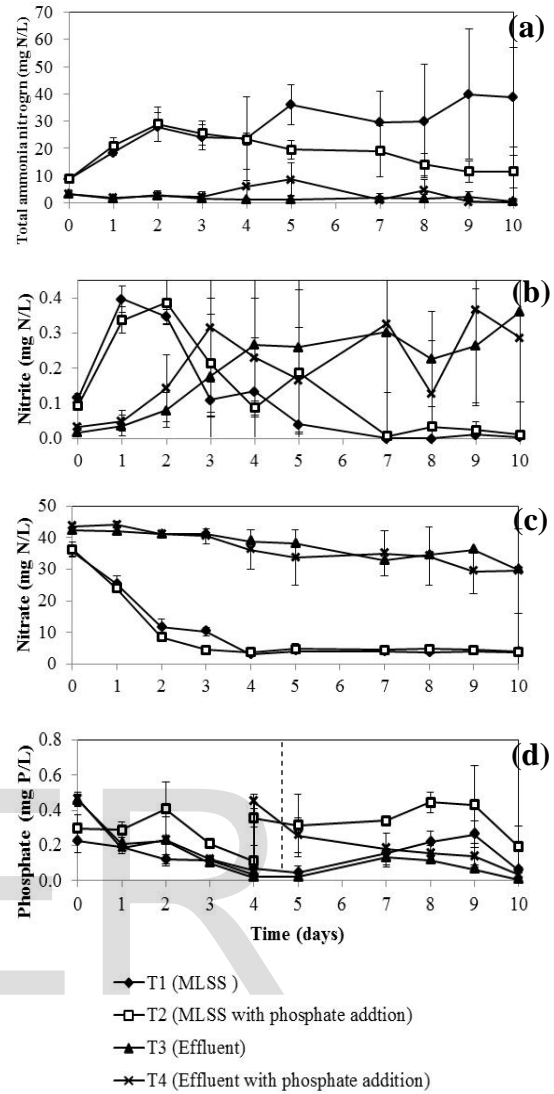 (a)
Total ammonia nitrogrn (mg N/L)
70
60
50
40
30
20
10
0
0 1 2 3 4 5 6 7 8 9 10
(b)
Nitrite (mg N/L)
0.4
0.3
0.2
0.1
0.0
0 1 2 3 4 5 6 7 8 9 10
(c)
Nitrate (mg N/L)
50
40
30
20
10
0
0 1 2 3 4 5 6 7 8 9 10
(d)
Phosphate (mg P/L)
0.8
0.6
0.4
0.2
0.0
0 1 2 3 4 5 6 7 8 9 10
Time (days)
T1 (MLSS )
T2 (MLSS with phosphate addtion)
T3 (Effluent)
T4 (Effluent with phosphate addition)
ER